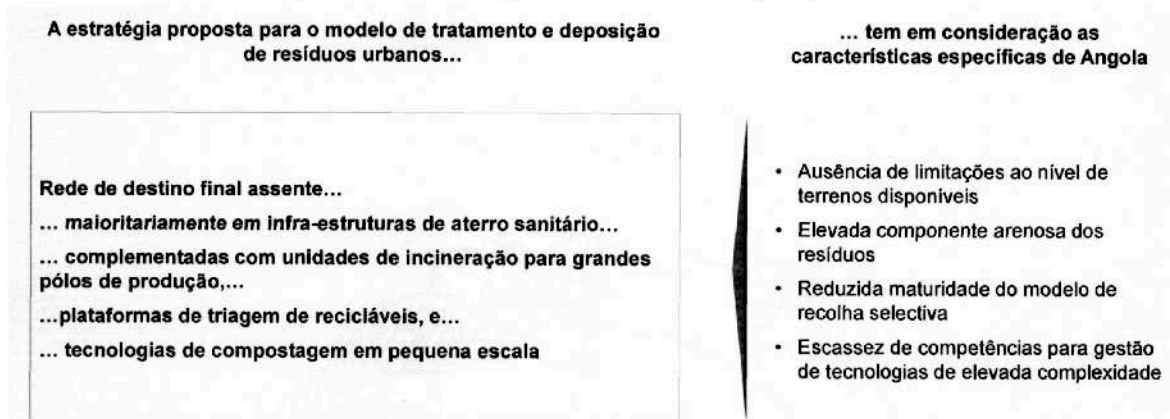 A estratégia proposta para o modelo de tratamento e deposição
de resíduos urbanos...
Rede de destino final assente...
... maioritariamente em infra-estruturas de aterro sanitário...
... complementadas com unidades de incineração para grandes
pólos de produção,...
...plataformas de triagem de recicláveis, e...
... tecnologias de compostagem em pequena escala
... tem em consideração as
características específicas de Angola
• Ausência de limitações ao nível de
terrenos disponíveis
• Elevada componente arenosa dos
resíduos
• Reduzida maturidade do modelo de
recolha selectiva
• Escassez de competências para gestão
de tecnologias de elevada complexidade